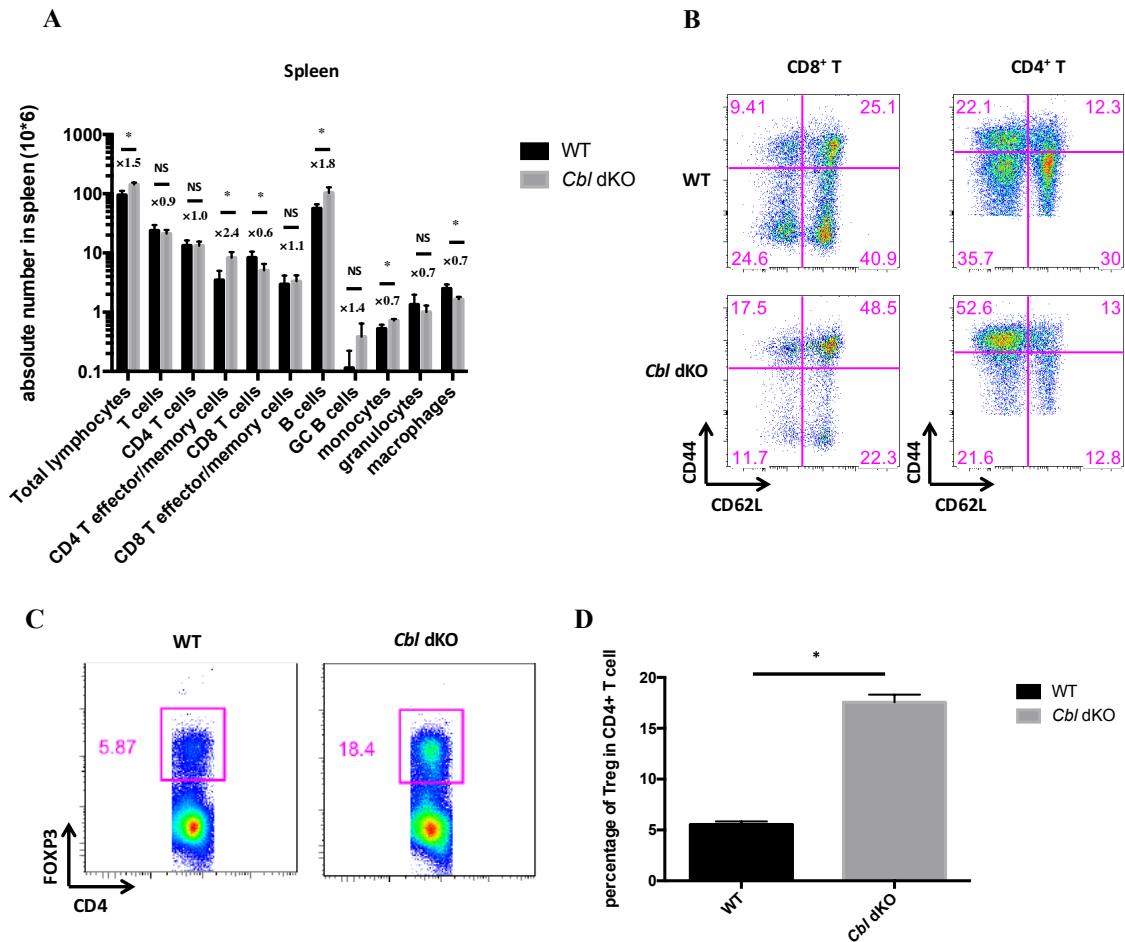 A
Spleen
absolute number in spleen (10*6)
1000
100
10
1
0.1
*
×1.5
NS
×0.9
NS
×1.0
*
×2.4
*
×0.6
NS
×1.1
*
×1.8
NS
×1.4
*
×0.7
NS
×0.7
*
×0.7
Total lymphocytes
T cells
CD4 T cells
CD4 T effector/memory cells
CD8 T cells
CD8 T effector/memory cells
B cells
GC B cells
monocytes
granulocytes
macrophages
WT
Cbl dKO
B
CD8⁺ T
CD4⁺ T
WT
9.41
25.1
24.6
40.9
22.1
12.3
35.7
30
Cbl dKO
17.5
48.5
11.7
22.3
52.6
13
21.6
12.8
CD44
CD62L
CD44
CD62L
C
WT
Cbl dKO
5.87
18.4
FOXP3
CD4
D
percentage of Treg in CD4+ T cell
20
15
10
5
0
*
WT
Cbl dKO
WT
Cbl dKO